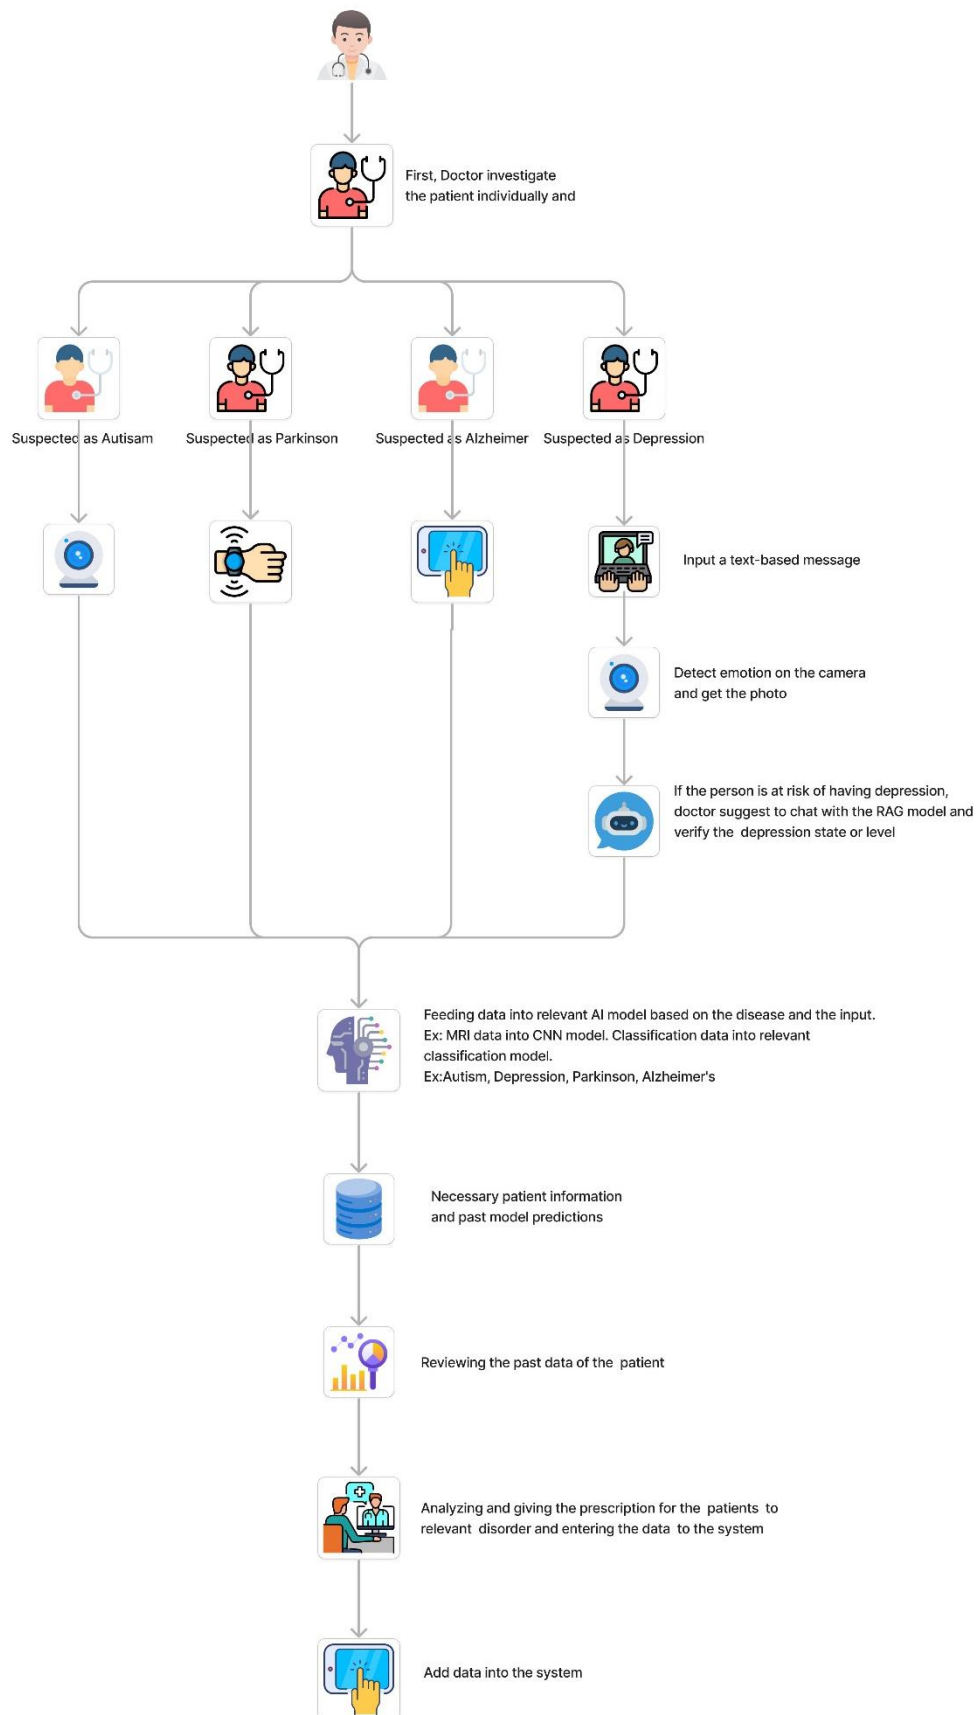 First, Doctor investigate
the patient individually and
Suspected as Autisam
Suspected as Parkinson
Suspected as Alzheimer
Suspected as Depression
Input a text-based message
Detect emotion on the camera
and get the photo
If the person is at risk of having depression,
doctor suggest to chat with the RAG model and
verify the depression state or level
Feeding data into relevant AI model based on the disease and the input.
Ex: MRI data into CNN model. Classification data into relevant
classification model.
Ex:Autism, Depression, Parkinson, Alzheimer's
Necessary patient information
and past model predictions
Reviewing the past data of the patient
Analyzing and giving the prescription for the patients to
relevant disorder and entering the data to the system
Add data into the system